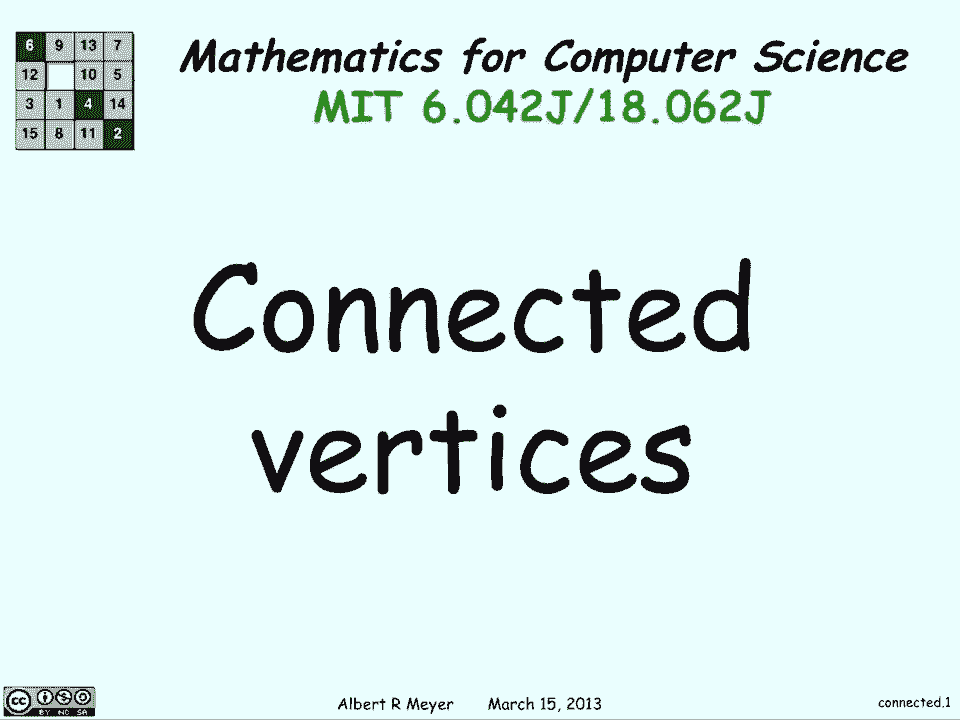 6 9 13 7
12 10 5
3 1 4 14
15 8 11 2
Mathematics for Computer Science
MIT 6.042J/18.062J
Connected
vertices
cc BY NC SA
Albert R Meyer March 15, 2013
connected.1